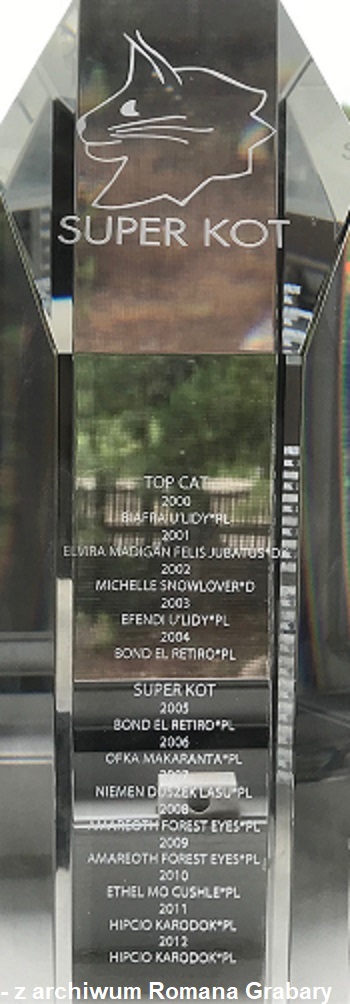 SUPER KOT
TOP CAT
2000
BIAFRA U'LIDY*PL
2001
ELVIRA MADIGAN FELIS JUBATUS*DK
2002
MICHELLE SNOWLOVER*D
2003
EFENDI U'LIDY*PL
2004
BOND EL RETIRO*PL
SUPER KOT
2005
BOND EL RETIRO*PL
2006
OFKA MAKARANTA*PL
2007
NIEMEN DUSZEK LASU*PL
2008
AMAREOTH FOREST EYES*PL
2009
AMAREOTH FOREST EYES*PL
2010
ETHEL MO CUSHLE*PL
2011
HIPCIO KARODOK*PL
2012
HIPCIO KARODOK*PL
- z archiwum Romana Grabary